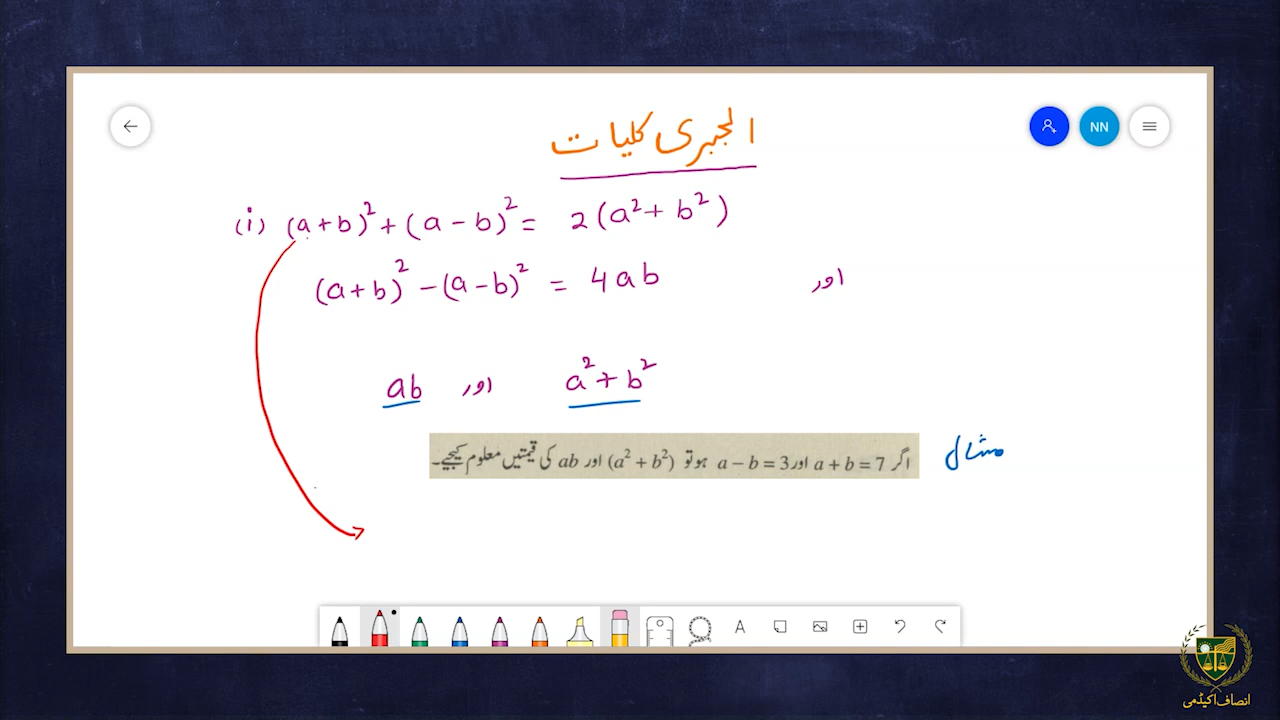 الجبری کلیات
NN
(i) (a+b)² + (a-b)² = 2(a² + b²)
(a+b)² - (a-b)² = 4ab اور
ab اور a² + b²
مثال
اگر a + b = 7 اور a − b = 3 ہو تو (a² + b²) اور ab کی قیمتیں معلوم کیجیے۔
A
انصاف اکیڈمی